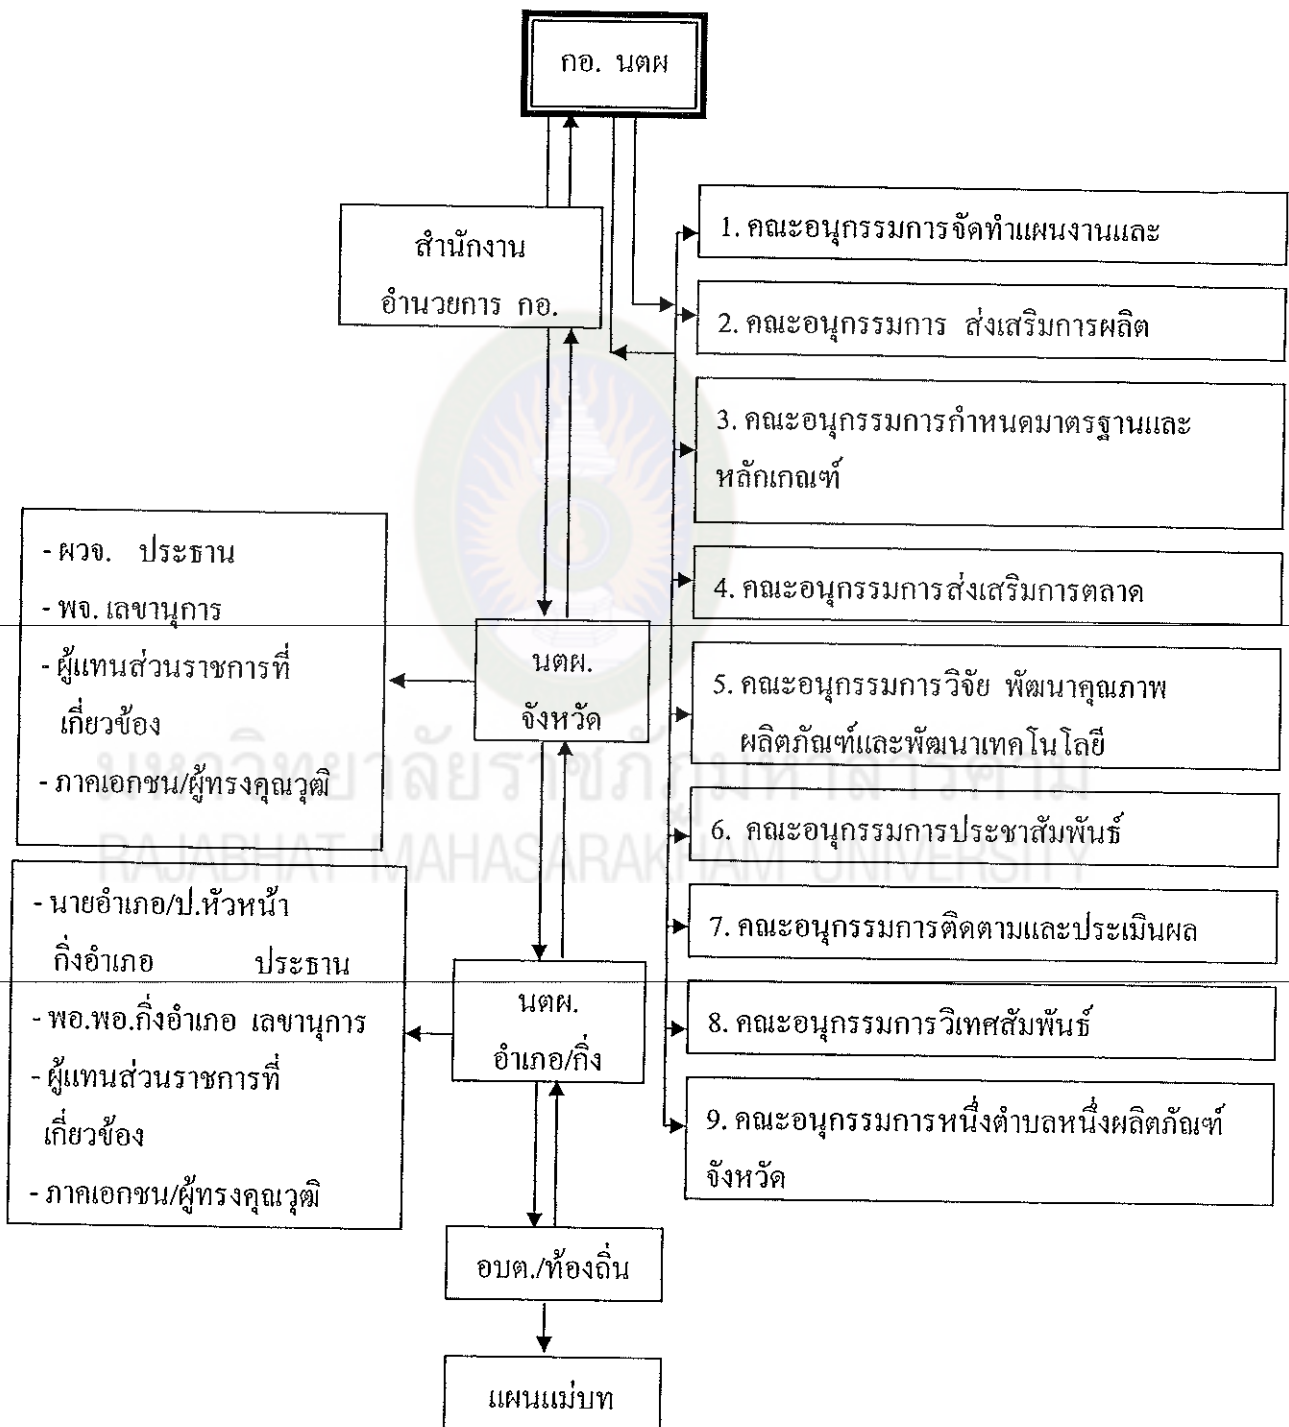 กอ. นตผ
สำนักงาน
อำนวยการ กอ.
1. คณะอนุกรรมการจัดทำแผนงานและ
2. คณะอนุกรรมการ ส่งเสริมการผลิต
3. คณะอนุกรรมการกำหนดมาตรฐานและ
หลักเกณฑ์
4. คณะอนุกรรมการส่งเสริมการตลาด
5. คณะอนุกรรมการวิจัย พัฒนาคุณภาพ
ผลิตภัณฑ์และพัฒนาเทคโนโลยี
6. คณะอนุกรรมการประชาสัมพันธ์
7. คณะอนุกรรมการติดตามและประเมินผล
8. คณะอนุกรรมการวิเทศสัมพันธ์
9. คณะอนุกรรมการหนึ่งตำบลหนึ่งผลิตภัณฑ์
จังหวัด
- ผวจ. ประธาน
- พจ. เลขานุการ
- ผู้แทนส่วนราชการที่
เกี่ยวข้อง
- ภาคเอกชน/ผู้ทรงคุณวุฒิ
นตผ.
จังหวัด
- นายอำเภอ/ป.หัวหน้า
กิ่งอำเภอ ประธาน
- พอ.พอ.กิ่งอำเภอ เลขานุการ
- ผู้แทนส่วนราชการที่
เกี่ยวข้อง
- ภาคเอกชน/ผู้ทรงคุณวุฒิ
นตผ.
อำเภอ/กิ่ง
อบต./ท้องถิ่น
แผนแม่บท
มหาวิทยาลัยราชภัฏมหาสารคาม
RAJABHAT MAHASARAKHAM UNIVERSITY